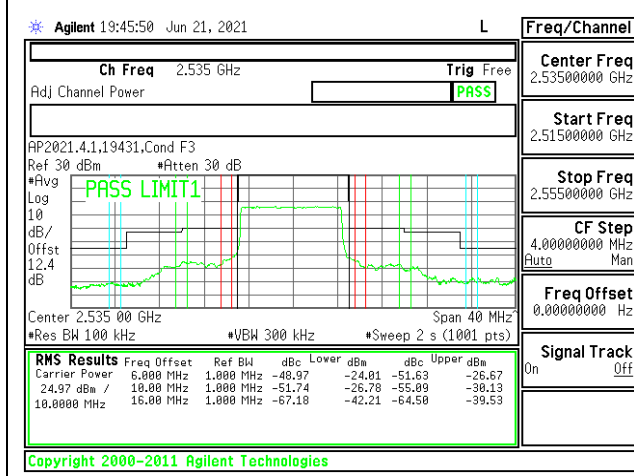 Agilent 19:45:50 Jun 21, 2021 L
Freq/Channel
Ch Freq 2.535 GHz Trig Free
Adj Channel Power PASS
AP2021.4.1,19431,Cond F3
Ref 30 dBm #Atten 30 dB
#Avg
Log
10
dB/
Offst
12.4
dB
PASS LIMIT1
Center 2.535 00 GHz Span 40 MHz^
#Res BW 100 kHz #VBW 300 kHz #Sweep 2 s (1001 pts)
RMS Results Freq Offset Ref BW dBc Lower dBm dBc Upper dBm
Carrier Power 6.000 MHz 1.000 MHz -48.97 -24.01 -51.63 -26.67
24.97 dBm / 10.00 MHz 1.000 MHz -51.74 -26.78 -55.09 -30.13
10.0000 MHz 16.00 MHz 1.000 MHz -67.18 -42.21 -64.50 -39.53
Center Freq
2.53500000 GHz
Start Freq
2.51500000 GHz
Stop Freq
2.55500000 GHz
CF Step
4.00000000 MHz
Auto Man
Freq Offset
0.00000000 Hz
Signal Track
On Off
Copyright 2000-2011 Agilent Technologies